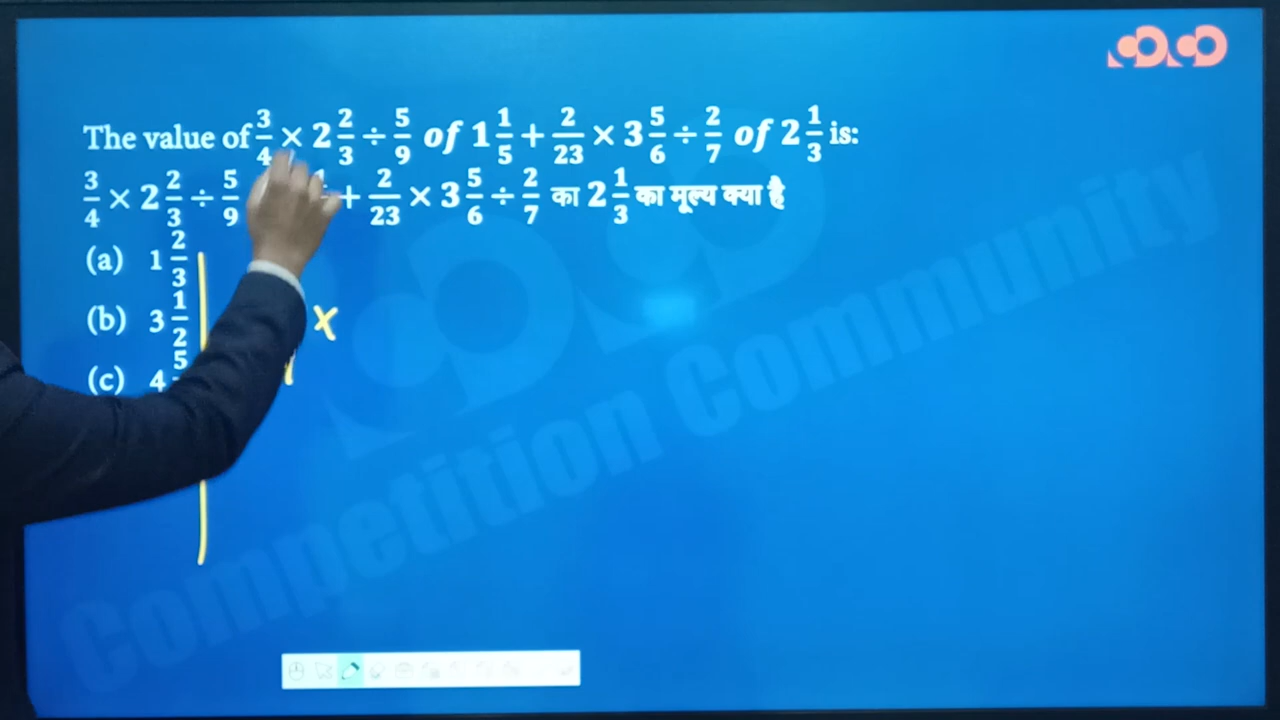 The value of 3/4 × 2 2/3 ÷ 5/9 of 1 1/5 + 2/23 × 3 5/6 ÷ 2/7 of 2 1/3 is:
3/4 × 2 2/3 ÷ 5/9 + 2/23 × 3 5/6 ÷ 2/7 का 2 1/3 का मूल्य क्या है
(a) 1 2/3
(b) 3 1/2
×
(c) 4 5
Competition Community